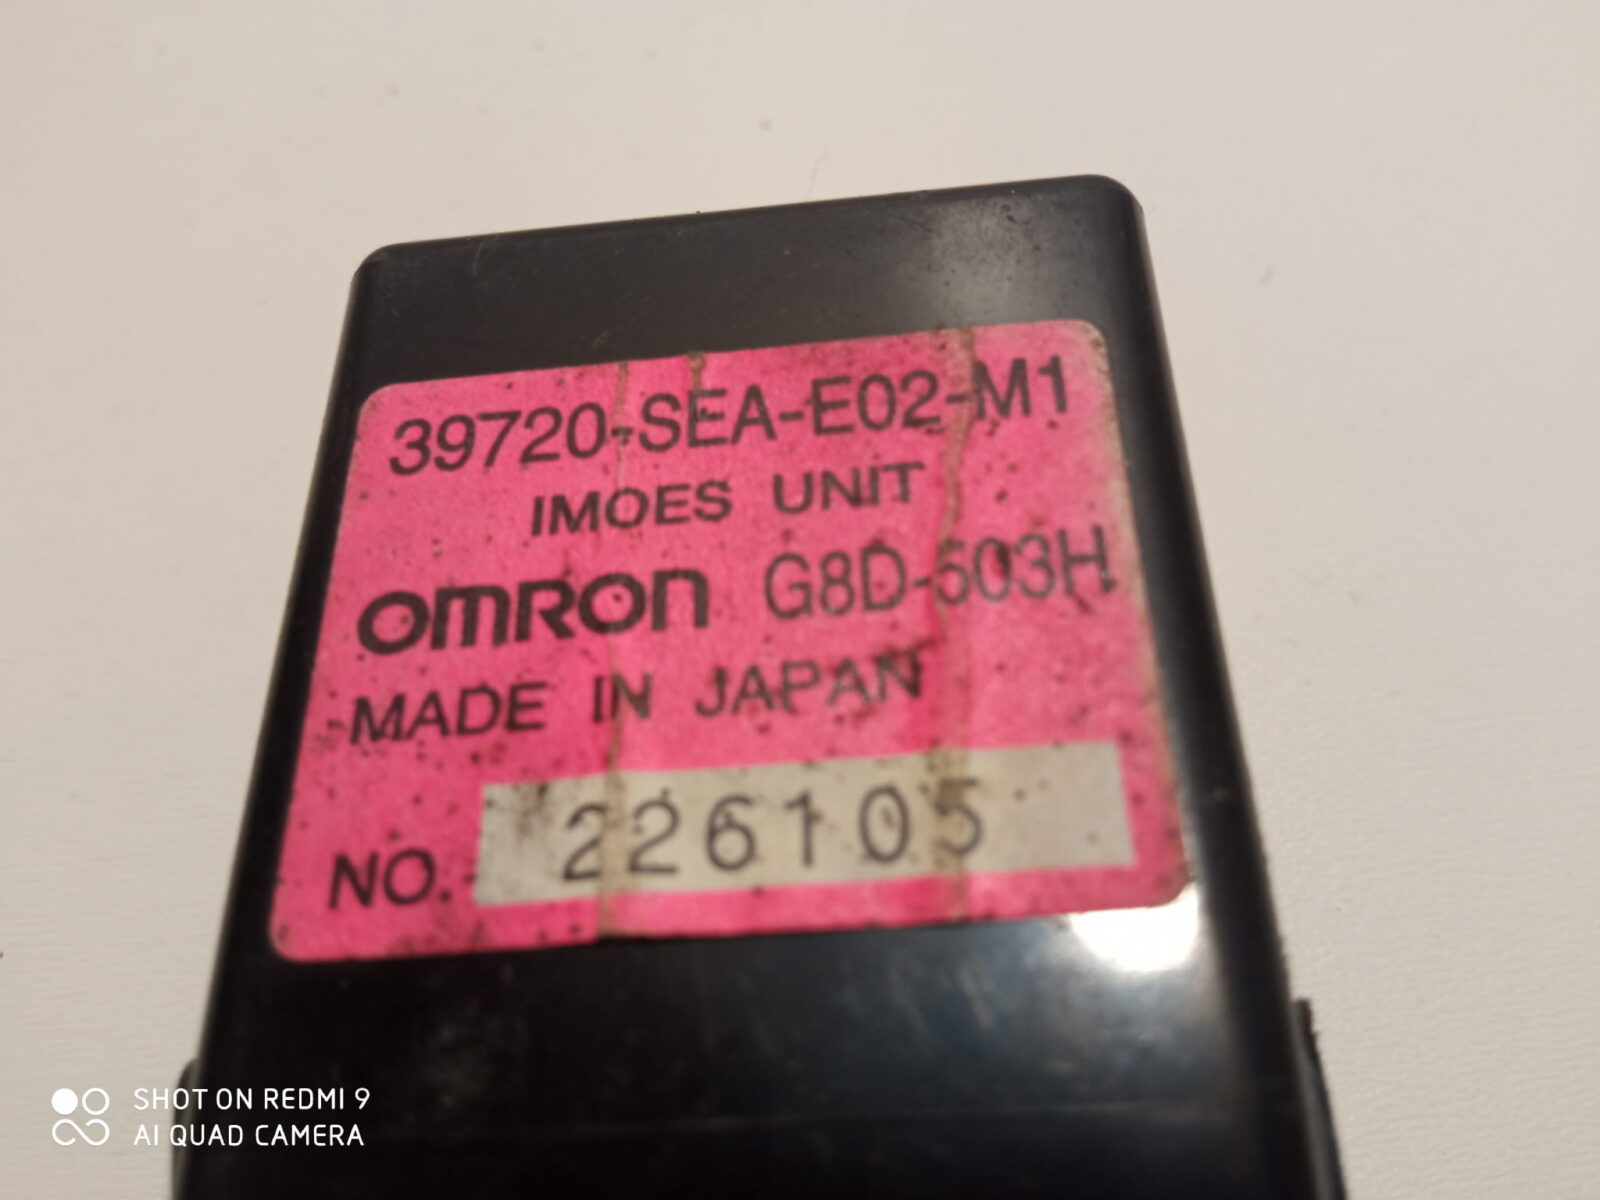 39720-SEA-E02-M1
IMOES UNIT
OMRON G8D-503H
MADE IN JAPAN
NO. 226105
SHOT ON REDMI 9
AI QUAD CAMERA